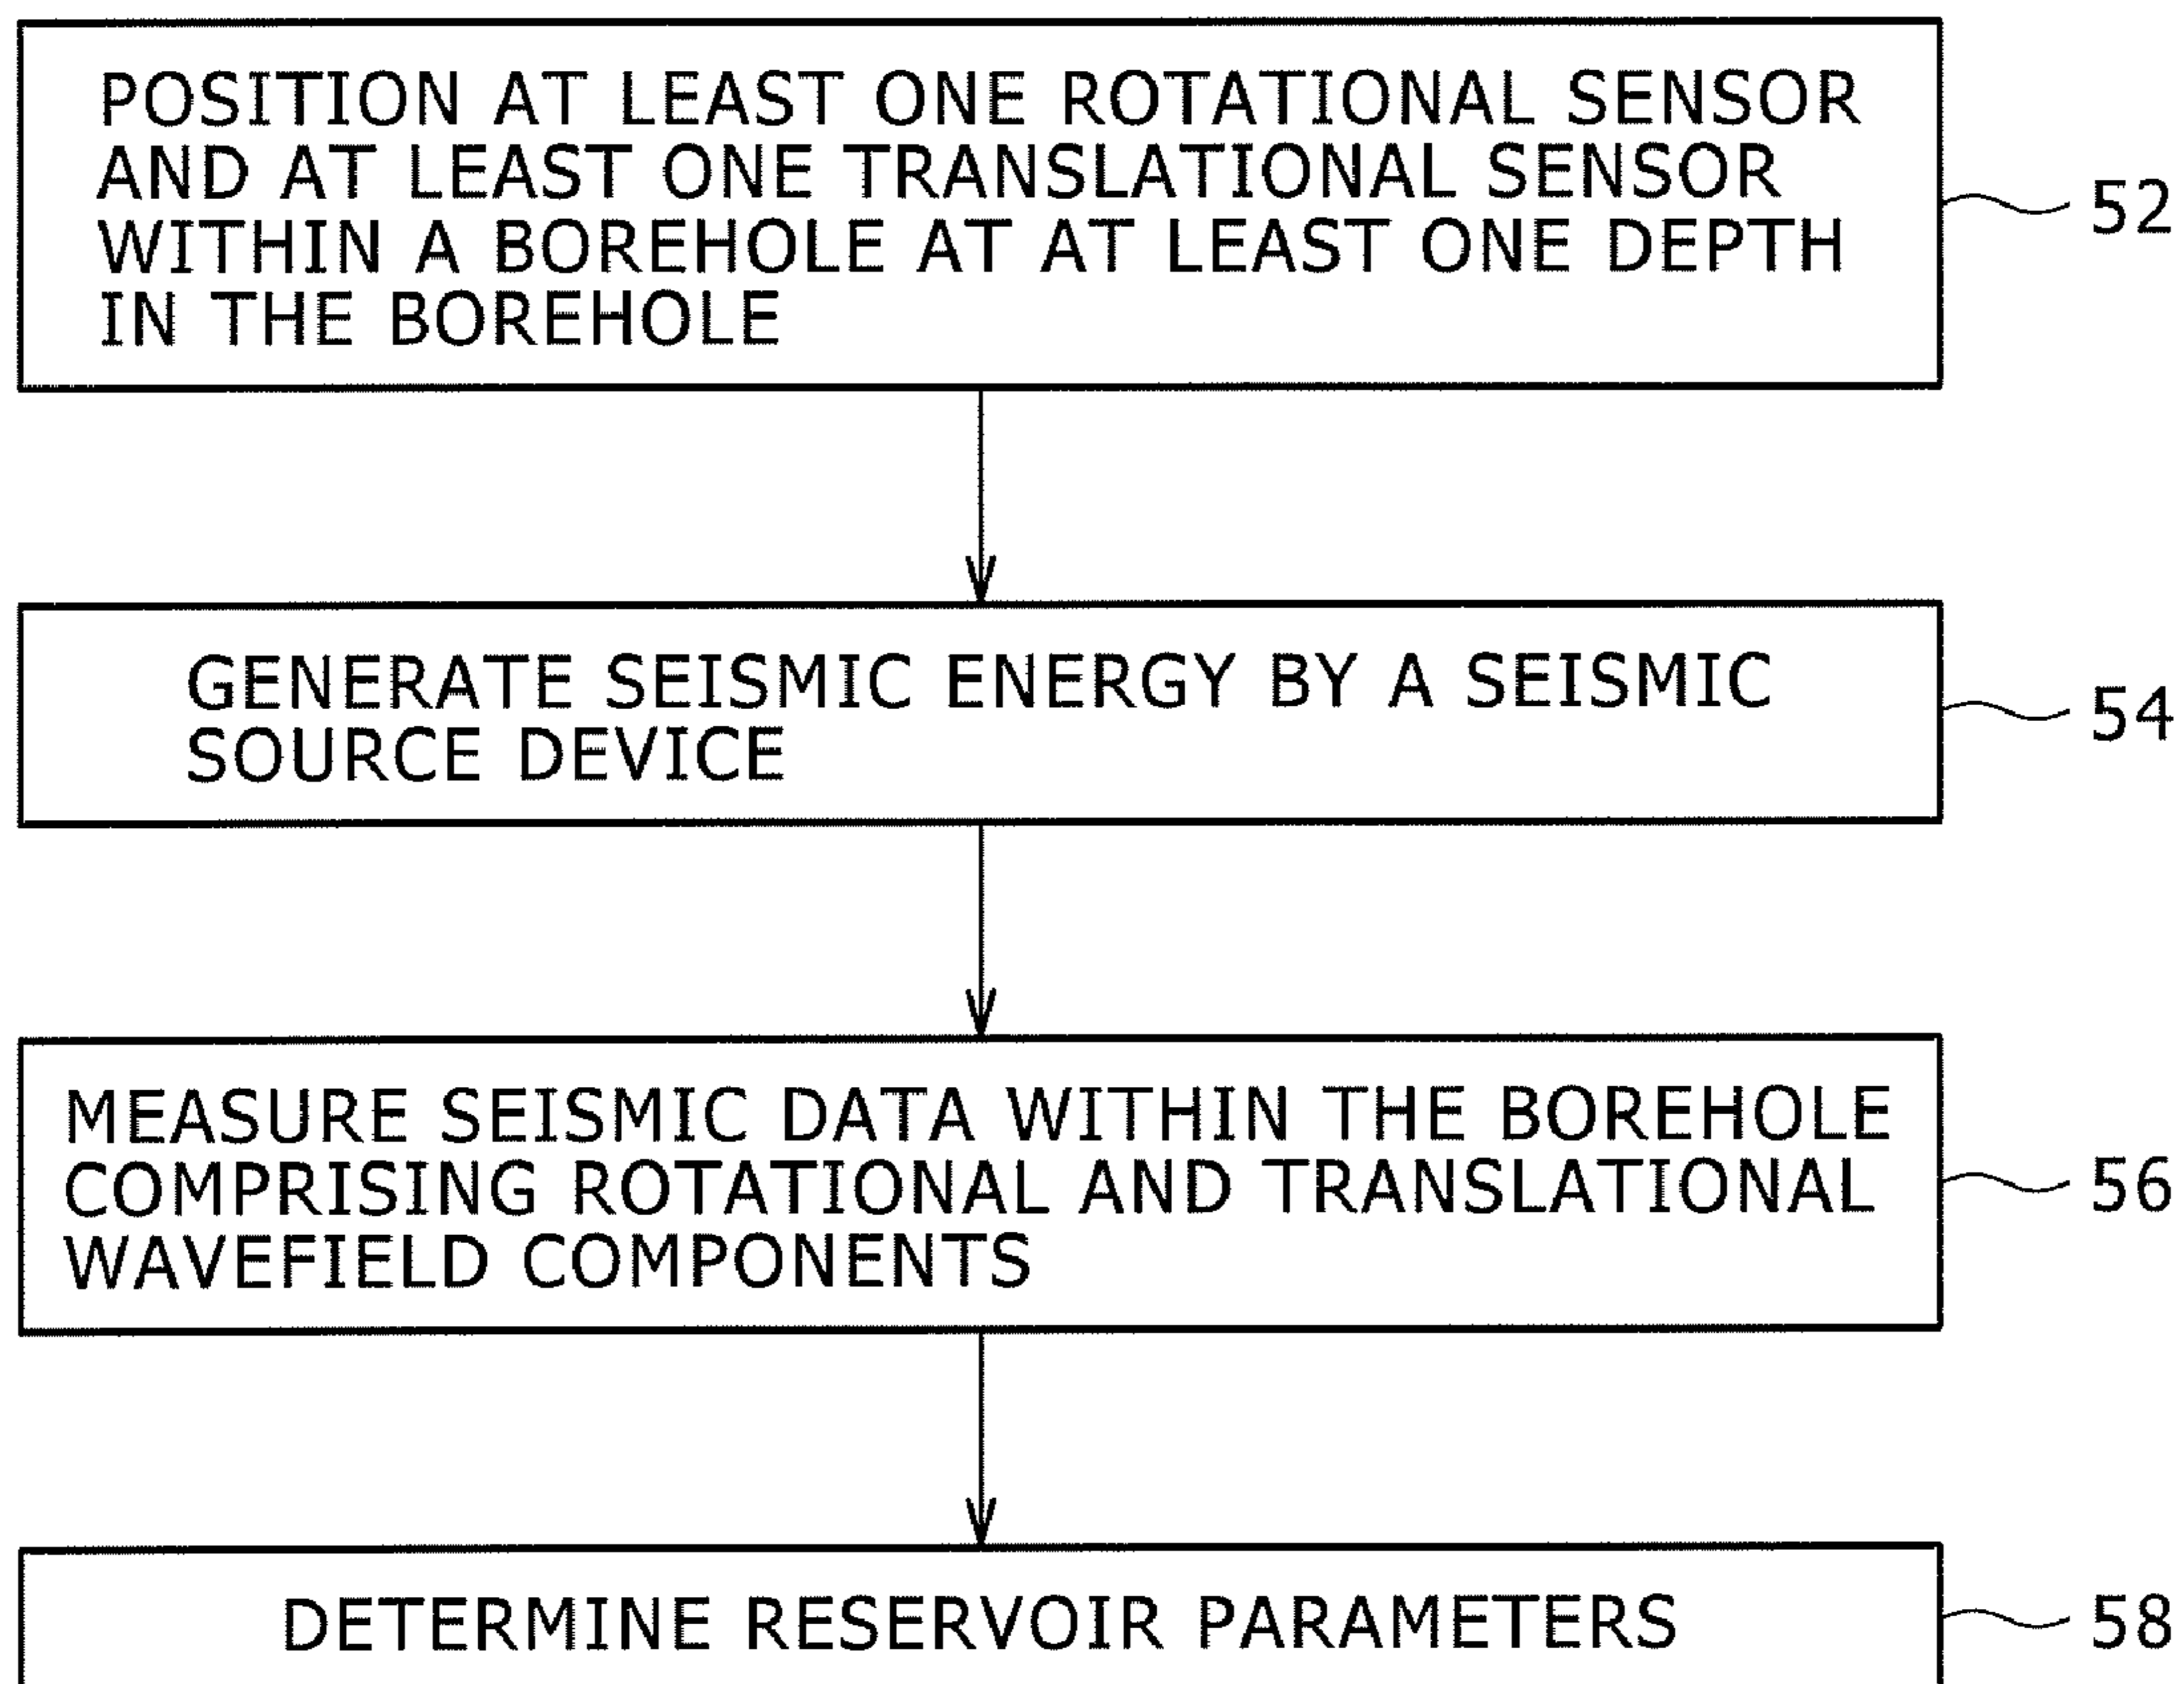 POSITION AT LEAST ONE ROTATIONAL SENSOR
AND AT LEAST ONE TRANSLATIONAL SENSOR
WITHIN A BOREHOLE AT AT LEAST ONE DEPTH
IN THE BOREHOLE
52
GENERATE SEISMIC ENERGY BY A SEISMIC
SOURCE DEVICE
54
MEASURE SEISMIC DATA WITHIN THE BOREHOLE
COMPRISING ROTATIONAL AND TRANSLATIONAL
WAVEFIELD COMPONENTS
56
DETERMINE RESERVOIR PARAMETERS
58